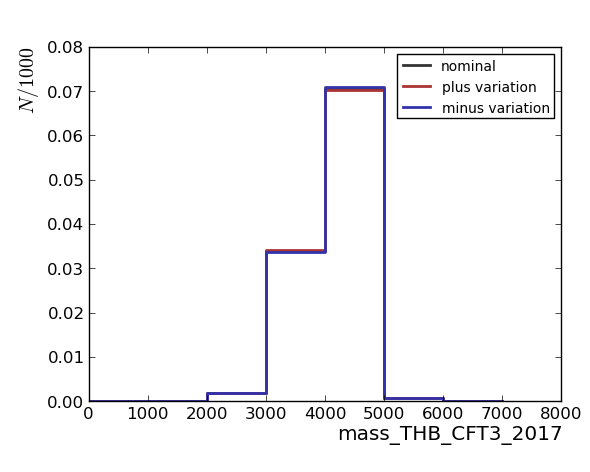 N/1000
0.08
0.07
0.06
0.05
0.04
0.03
0.02
0.01
0.00
0 1000 2000 3000 4000 5000 6000 7000 8000
mass_THB_CFT3_2017
nominal
plus variation
minus variation